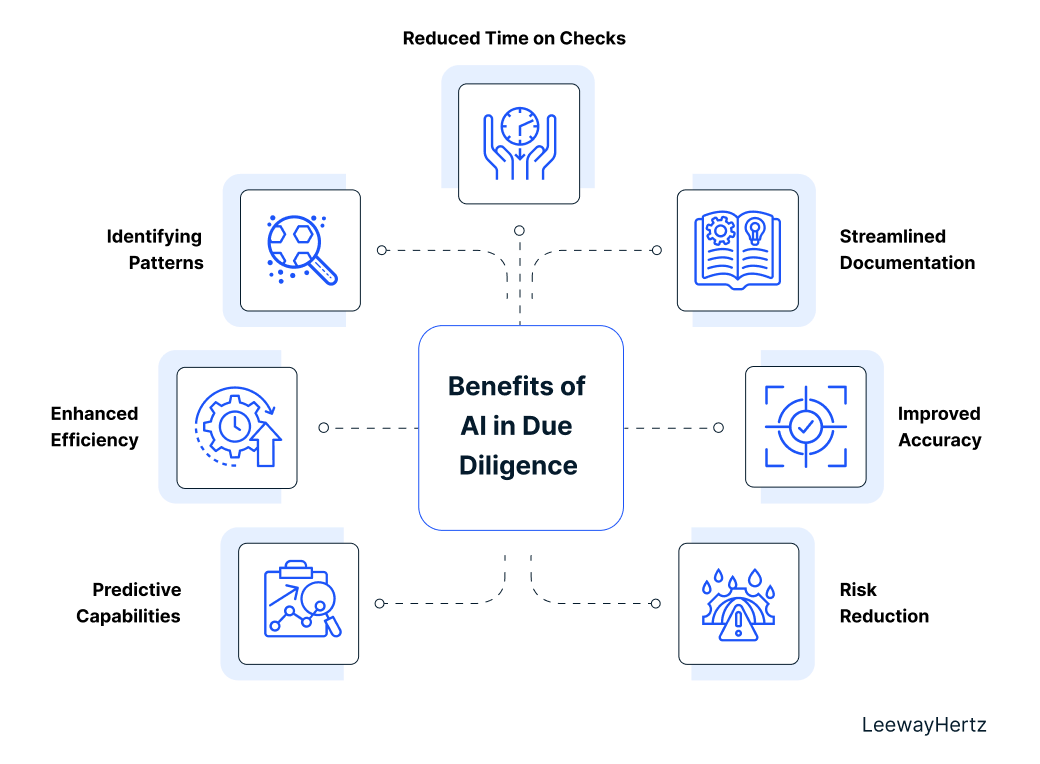 Reduced Time on Checks
Identifying
Patterns
Streamlined
Documentation
Benefits of
AI in Due
Diligence
Enhanced
Efficiency
Improved
Accuracy
Predictive
Capabilities
Risk
Reduction
LeewayHertz